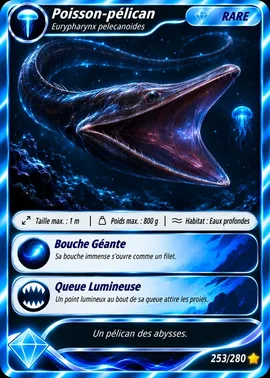 Poisson-pélican
Eurypharynx pelecanoides
RARE
Taille max. : 1 m | Poids max. : 800 g | Habitat : Eaux profondes
Bouche Géante
Sa bouche immense s'ouvre comme un filet.
Queue Lumineuse
Un point lumineux au bout de sa queue attire les proies.
Un pélican des abysses.
253/280